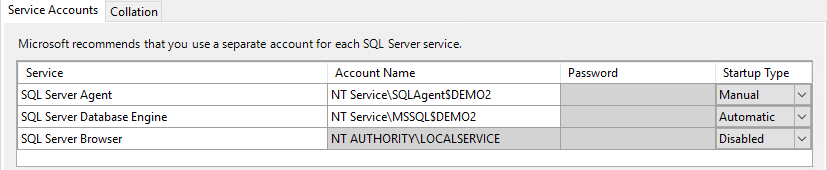 Service Accounts Collation
Microsoft recommends that you use a separate account for each SQL Server service.
Service Account Name Password Startup Type
SQL Server Agent NT Service\SQLAgent$DEMO2 Manual
SQL Server Database Engine NT Service\MSSQL$DEMO2 Automatic
SQL Server Browser NT AUTHORITY\LOCALSERVICE Disabled